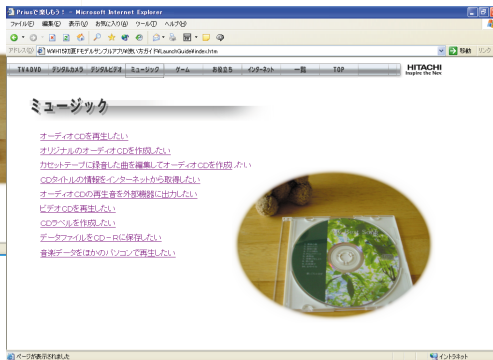 Priusで楽しもう! - Microsoft Internet Explorer
ファイル(F) 編集(E) 表示(V) お気に入り(A) ツール(T) ヘルプ(H)
移動 リンク
TV&DVD デジタルカメラ デジタルビデオ ミュージック ゲーム お役立ち インターネット 一覧 TOP
HITACHI
Inspire the Next
ミュージック
オーディオCDを再生したい
オリジナルのオーディオCDを作成したい
カセットテープに録音した曲を編集してオーディオCDを作成したい
CDタイトルの情報をインターネットから取得したい
オーディオCDの再生音を外部機器に出力したい
ビデオCDを再生したい
CDラベルを作成したい
データファイルをCD-Rに保存したい
音楽データをほかのパソコンで再生したい
ページが表示されました
イントラネット